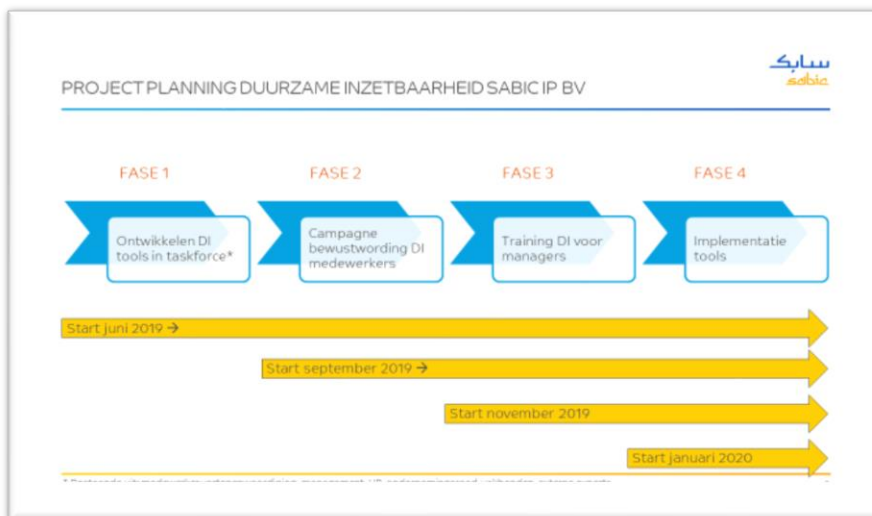 سابك
sabic
PROJECT PLANNING DUURZAME INZETBAARHEID SABIC IP BV
FASE 1
FASE 2
FASE 3
FASE 4
Ontwikkelen DI
tools in taskforce*
Campagne
bewustwording DI
medewerkers
Training DI voor
managers
Implementatie
tools
Start juni 2019 →
Start september 2019 →
Start november 2019
Start januari 2020